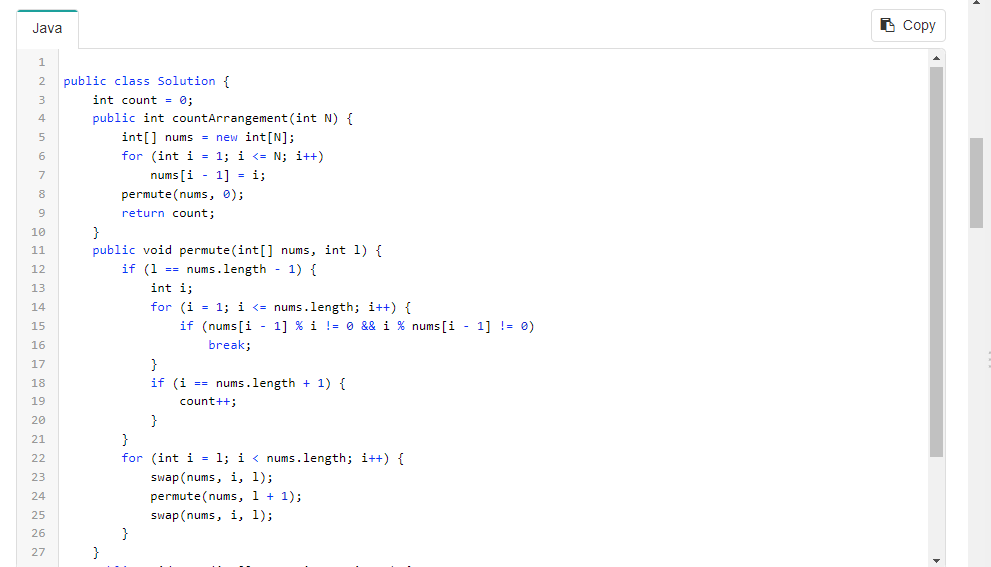 Java
Copy
1
2 public class Solution {
3 int count = 0;
4 public int countArrangement(int N) {
5 int[] nums = new int[N];
6 for (int i = 1; i <= N; i++)
7 nums[i - 1] = i;
8 permute(nums, 0);
9 return count;
10 }
11 public void permute(int[] nums, int l) {
12 if (l == nums.length - 1) {
13 int i;
14 for (i = 1; i <= nums.length; i++) {
15 if (nums[i - 1] % i != 0 && i % nums[i - 1] != 0)
16 break;
17 }
18 if (i == nums.length + 1) {
19 count++;
20 }
21 }
22 for (int i = l; i < nums.length; i++) {
23 swap(nums, i, l);
24 permute(nums, l + 1);
25 swap(nums, i, l);
26 }
27 }